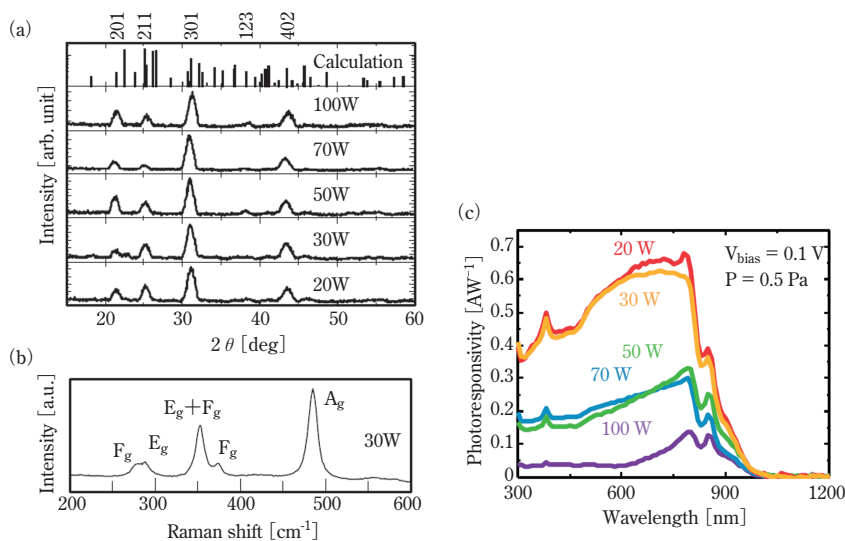 (a)
201
211
301
123
402
Intensity [arb. unit]
Calculation
100W
70W
50W
30W
20W
20
30
40
50
60
2 θ [deg]
(b)
Intensity [a.u.]
Fg
Eg
Eg+Fg
Fg
Ag
30W
200
300
400
500
600
Raman shift [cm-1]
(c)
Photoresponsivity [AW−1]
0.7
0.6
0.5
0.4
0.3
0.2
0.1
0
20 W
30 W
50 W
70 W
100 W
Vbias = 0.1 V
P = 0.5 Pa
300
600
900
1200
Wavelength [nm]